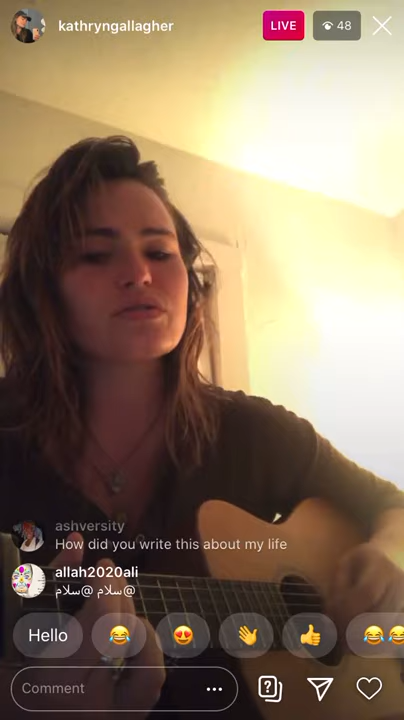 kathryngallagher
LIVE
48
ashversity
How did you write this about my life
allah2020ali
@سلام @سلام
Hello
Comment